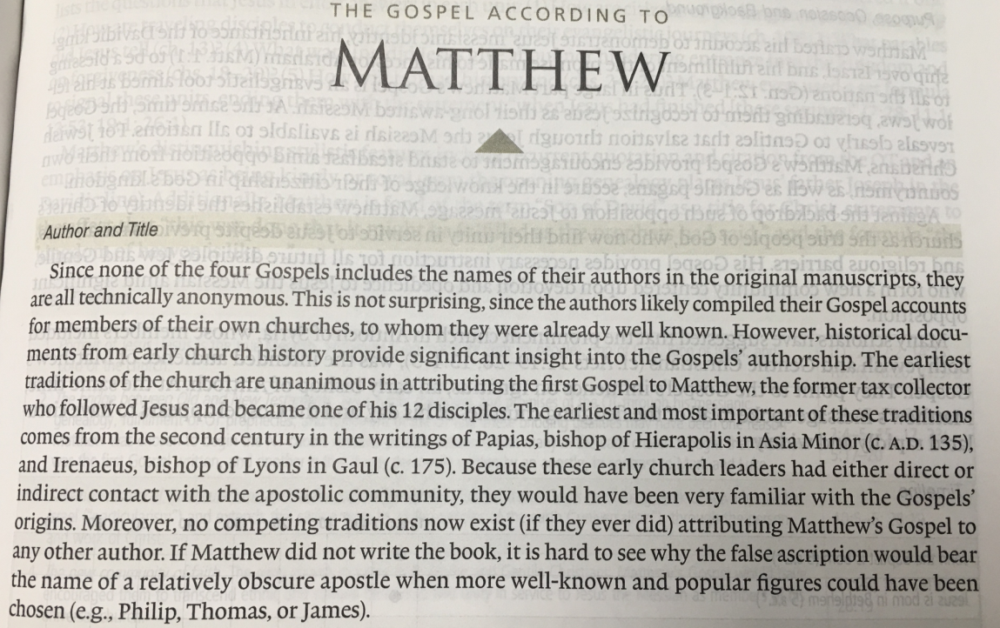 THE GOSPEL ACCORDING TO
MATTHEW
Author and Title
Since none of the four Gospels includes the names of their authors in the original manuscripts, they
are all technically anonymous. This is not surprising, since the authors likely compiled their Gospel accounts
for members of their own churches, to whom they were already well known. However, historical docu-
ments from early church history provide significant insight into the Gospels’ authorship. The earliest
traditions of the church are unanimous in attributing the first Gospel to Matthew, the former tax collector
who followed Jesus and became one of his 12 disciples. The earliest and most important of these traditions
comes from the second century in the writings of Papias, bishop of Hierapolis in Asia Minor (c. A.D. 135),
and Irenaeus, bishop of Lyons in Gaul (c. 175). Because these early church leaders had either direct or
indirect contact with the apostolic community, they would have been very familiar with the Gospels’
origins. Moreover, no competing traditions now exist (if they ever did) attributing Matthew’s Gospel to
any other author. If Matthew did not write the book, it is hard to see why the false ascription would bear
the name of a relatively obscure apostle when more well-known and popular figures could have been
chosen (e.g., Philip, Thomas, or James).